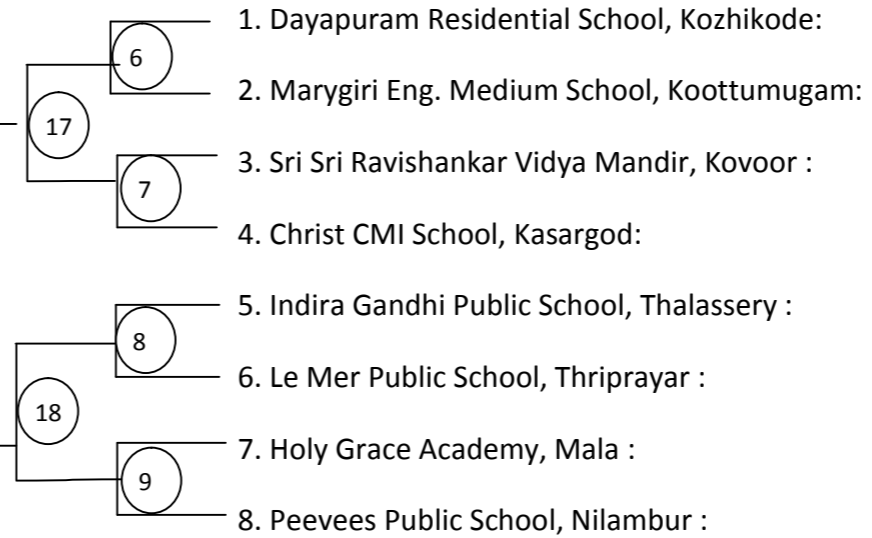 1. Dayapuram Residential School, Kozhikode:
6
2. Marygiri Eng. Medium School, Koottumugam:
17
3. Sri Sri Ravishankar Vidya Mandir, Kovoor :
7
4. Christ CMI School, Kasargod:
5. Indira Gandhi Public School, Thalassery :
8
6. Le Mer Public School, Thriprayar :
18
7. Holy Grace Academy, Mala :
9
8. Peevees Public School, Nilambur :